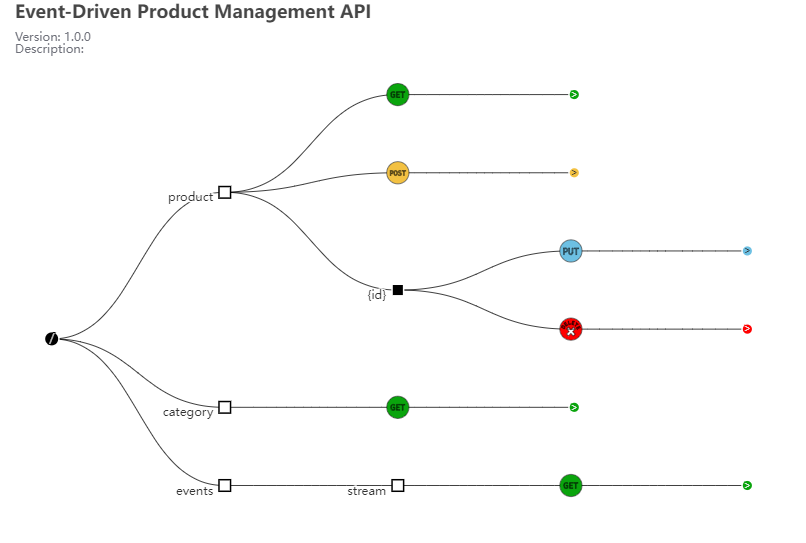 Event-Driven Product Management API
Version: 1.0.0
Description:
GET
product
POST
PUT
{id}
/
category
GET
events
stream
GET